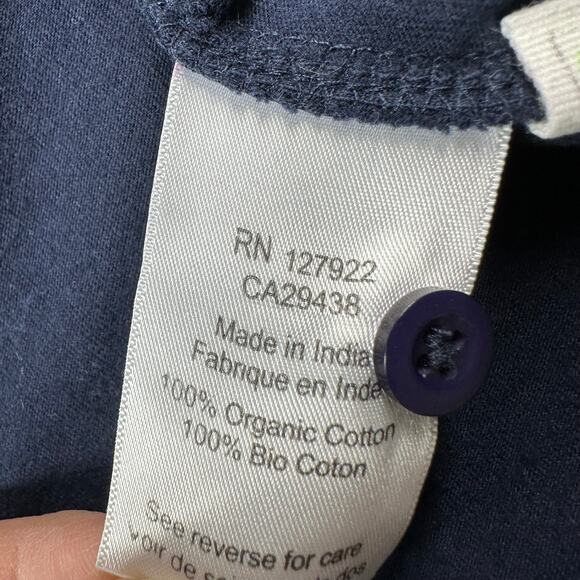 RN 127922
CA29438
Made in India
Fabrique en Inde
100% Organic Cotton
100% Bio Coton
See reverse for care
voir de dos